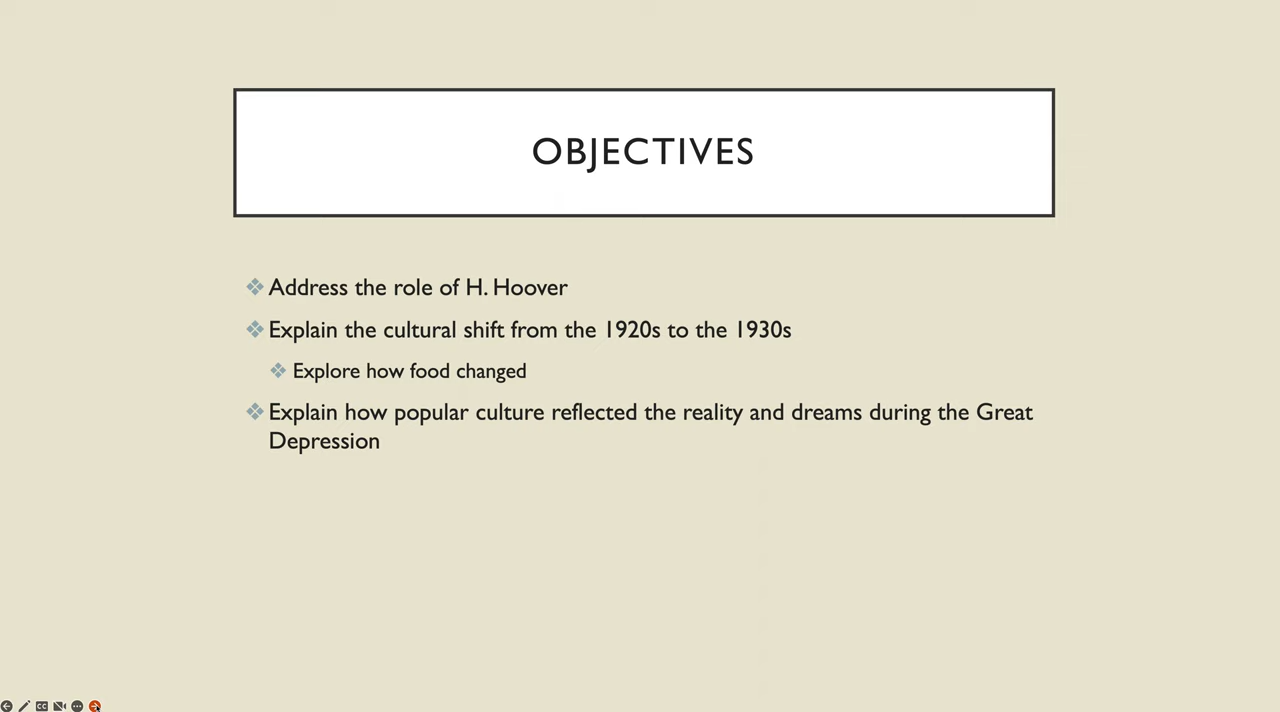 OBJECTIVES
Address the role of H. Hoover
Explain the cultural shift from the 1920s to the 1930s
Explore how food changed
Explain how popular culture reflected the reality and dreams during the Great
Depression
CC